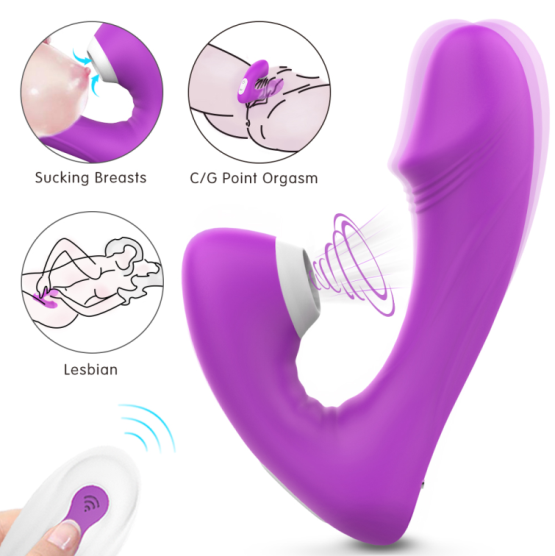 Sucking Breasts
C/G Point Orgasm
Lesbian